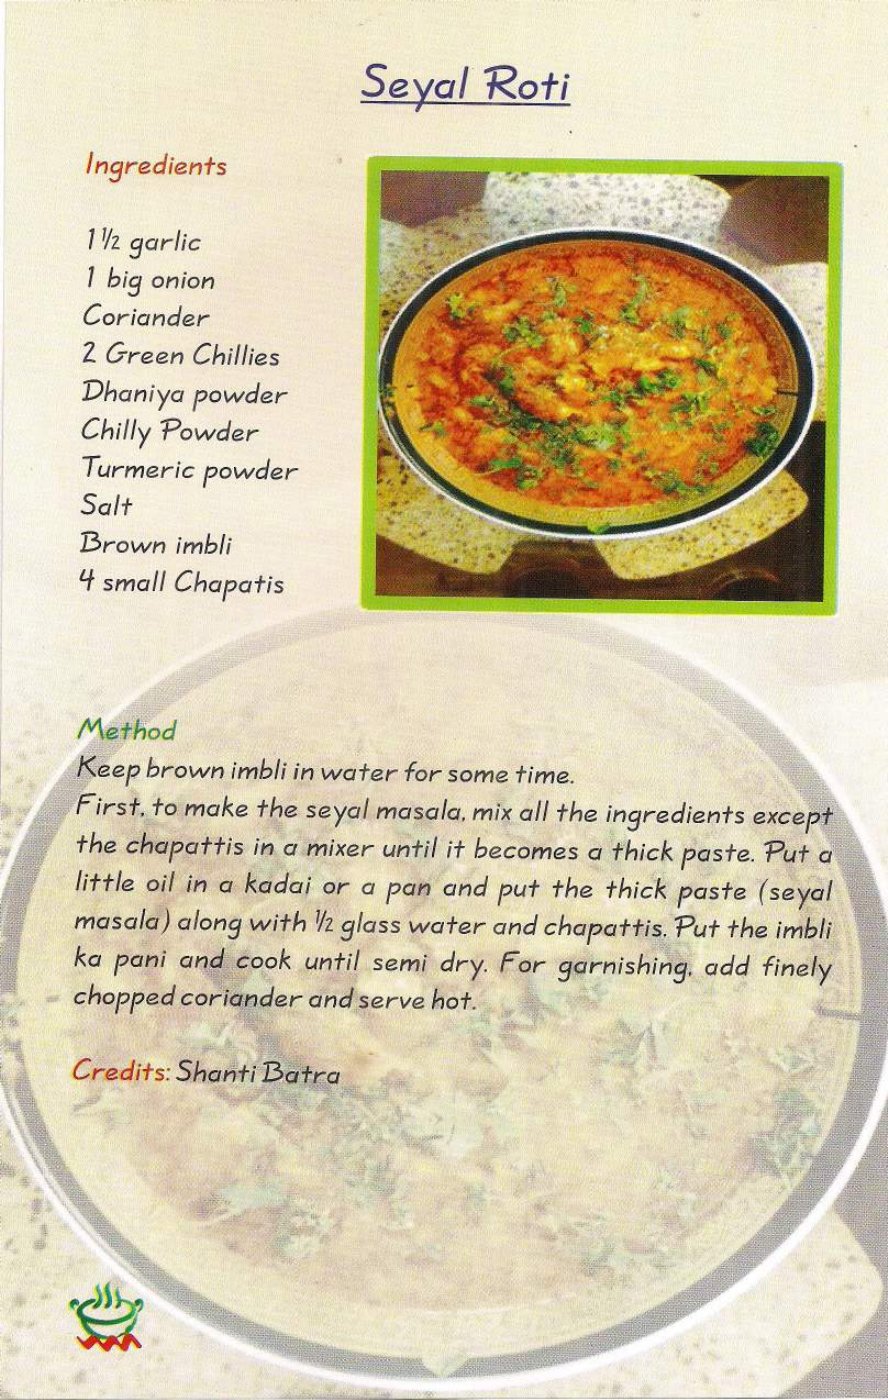 Seyal Roti
Ingredients
1½ garlic
1 big onion
Coriander
2 Green Chillies
Dhaniya powder
Chilly Powder
Turmeric powder
Salt
Brown imbli
4 small Chapatis
Method
Keep brown imbli in water for some time.
First, to make the seyal masala, mix all the ingredients except
the chapattis in a mixer until it becomes a thick paste. Put a
little oil in a kadai or a pan and put the thick paste (seyal
masala) along with ½ glass water and chapattis. Put the imbli
ka pani and cook until semi dry. For garnishing, add finely
chopped coriander and serve hot.
Credits: Shanti Batra